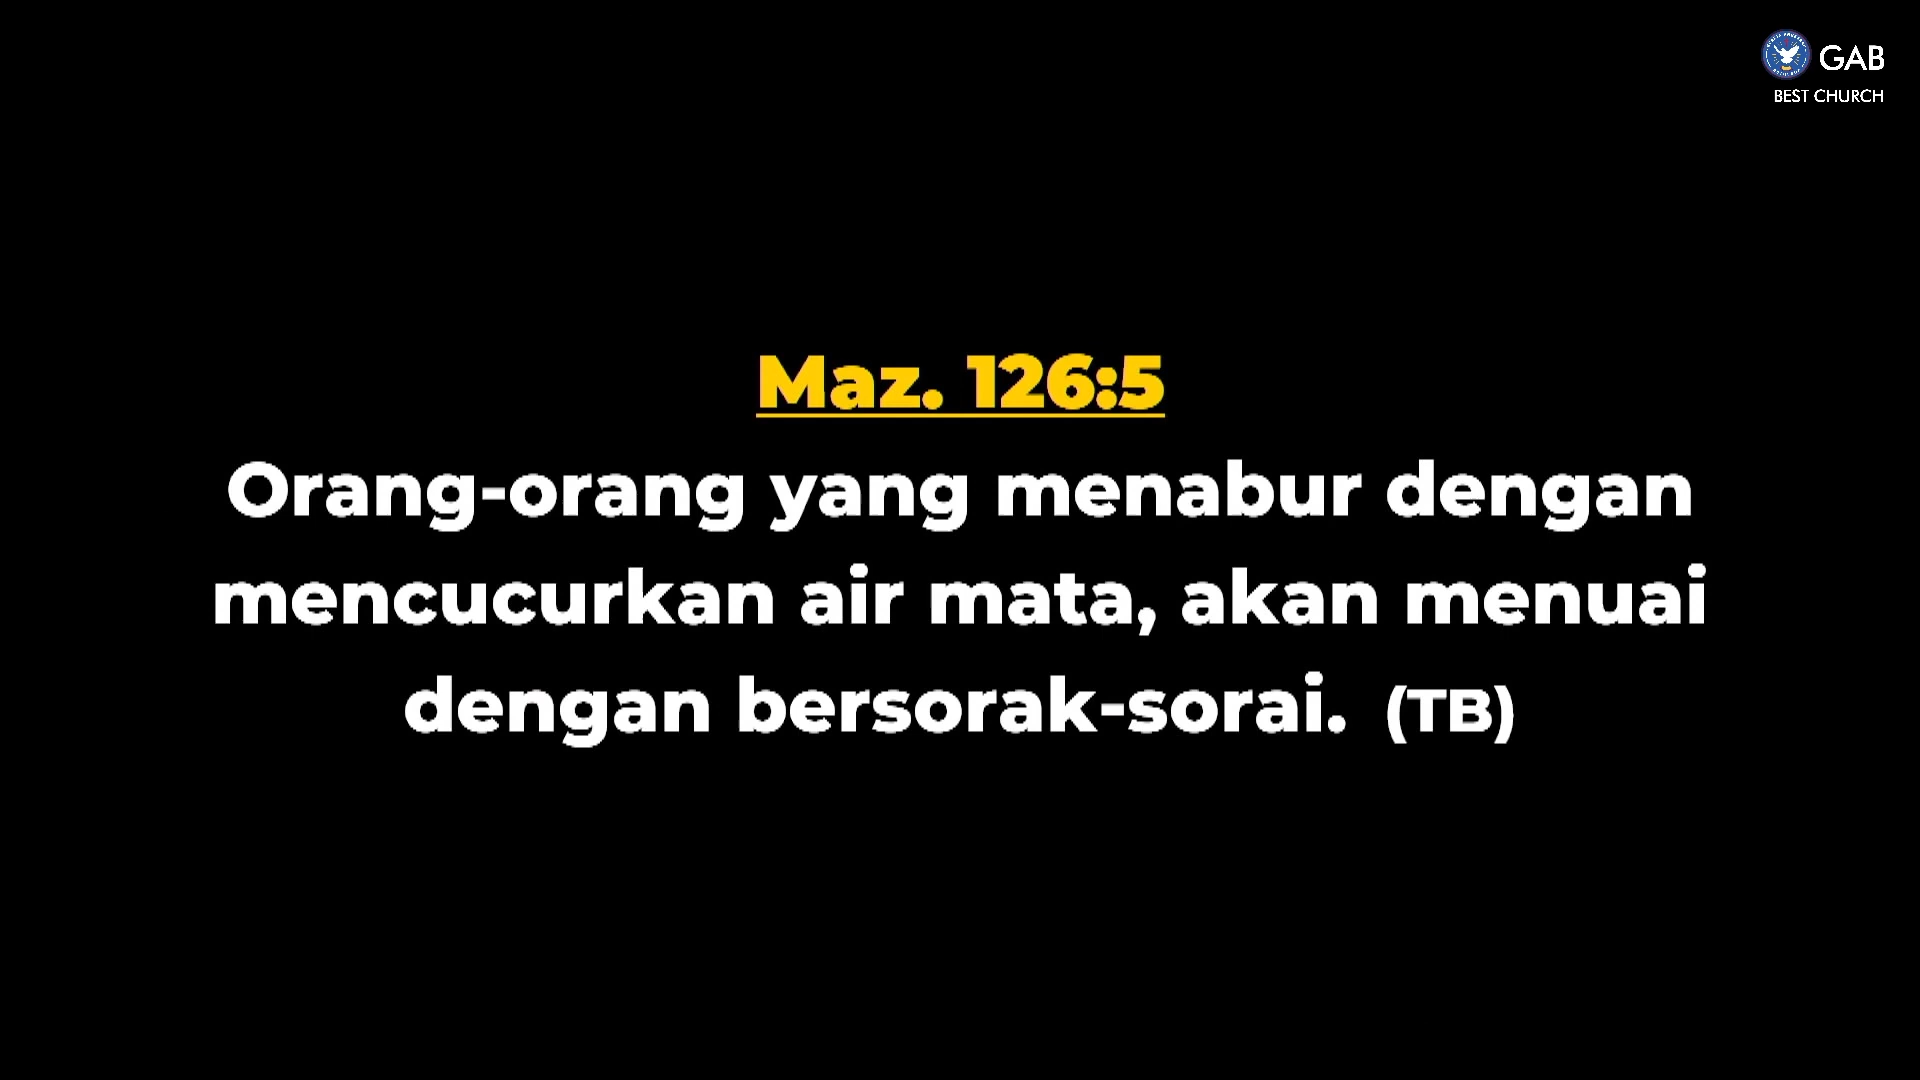 GAB
BEST CHURCH
Maz. 126:5
Orang-orang yang menabur dengan
mencucurkan air mata, akan menuai
dengan bersorak-sorai. (TB)